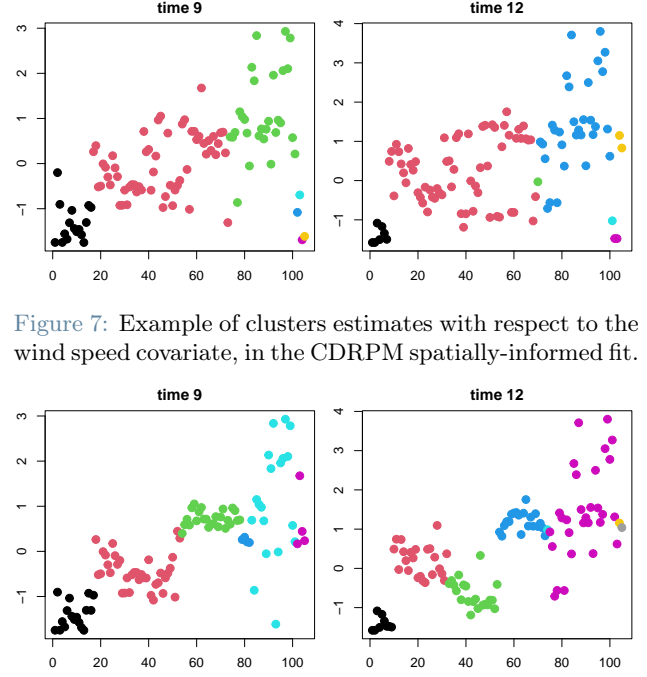 time 9
time 12
3
2
1
0
−1
0 20 40 60 80 100
4
3
2
1
0
−1
0 20 40 60 80 100
Figure 7: Example of clusters estimates with respect to the
wind speed covariate, in the CDRPM spatially-informed fit.
time 9
time 12
3
2
1
0
−1
0 20 40 60 80 100
4
3
2
1
0
−1
0 20 40 60 80 100